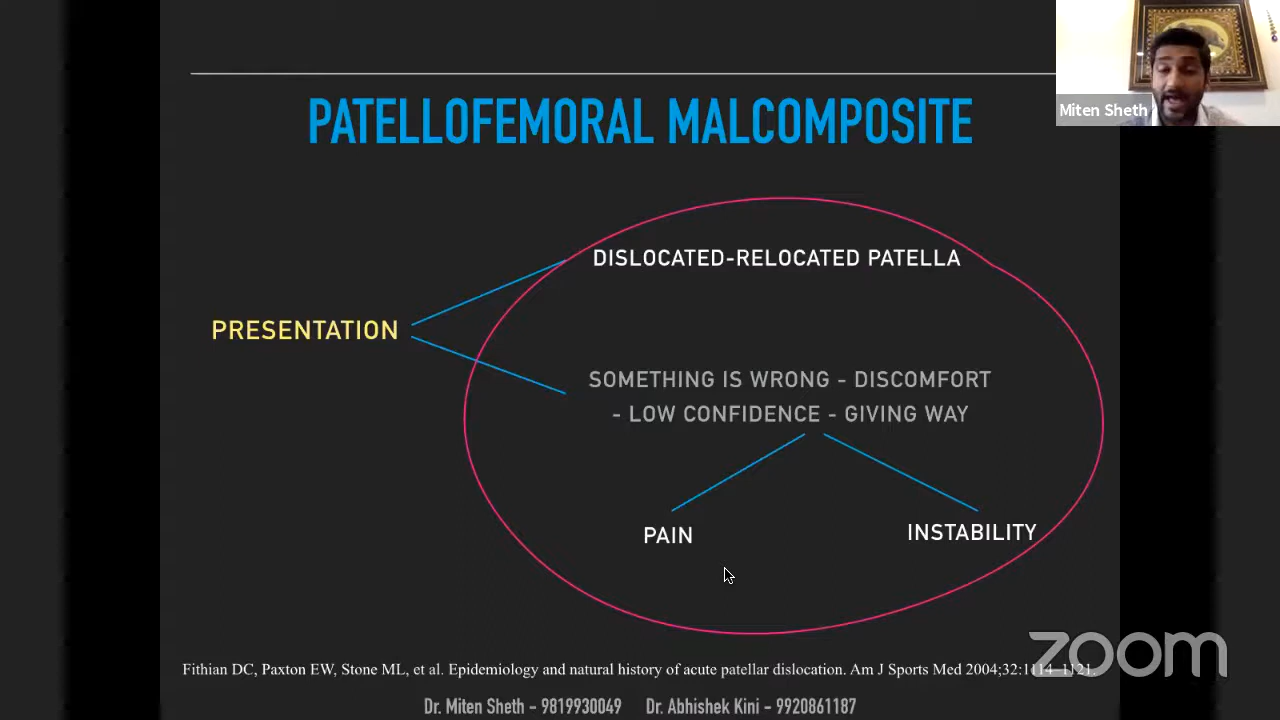 Miten Sheth
PATELLOFEMORAL MALCOMPOSITE
DISLOCATED-RELOCATED PATELLA
PRESENTATION
SOMETHING IS WRONG - DISCOMFORT
- LOW CONFIDENCE - GIVING WAY
PAIN
INSTABILITY
zoom
Fithian DC, Paxton EW, Stone ML, et al. Epidemiology and natural history of acute patellar dislocation. Am J Sports Med 2004;32:1114–1121.
Dr. Miten Sheth - 9819930049 Dr. Abhishek Kini - 9920861187